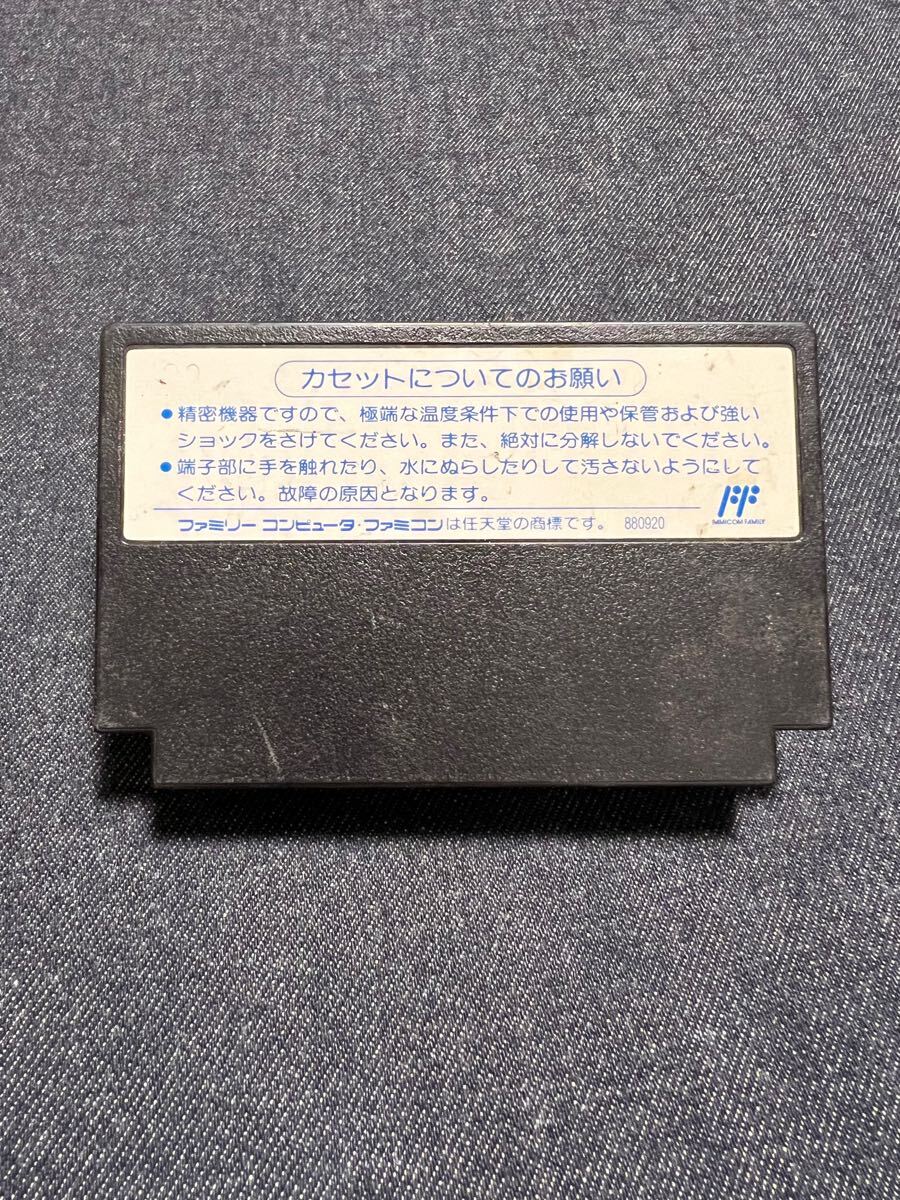 カセットについてのお願い
●精密機器ですので、極端な温度条件下での使用や保管および強い
ショックをさけてください。また、絶対に分解しないでください。
●端子部に手を触れたり、水にぬらしたりして汚さないようにして
ください。故障の原因となります。
ファミリー コンピュータ・ファミコンは任天堂の商標です。 880920
FAMICOM FAMILY